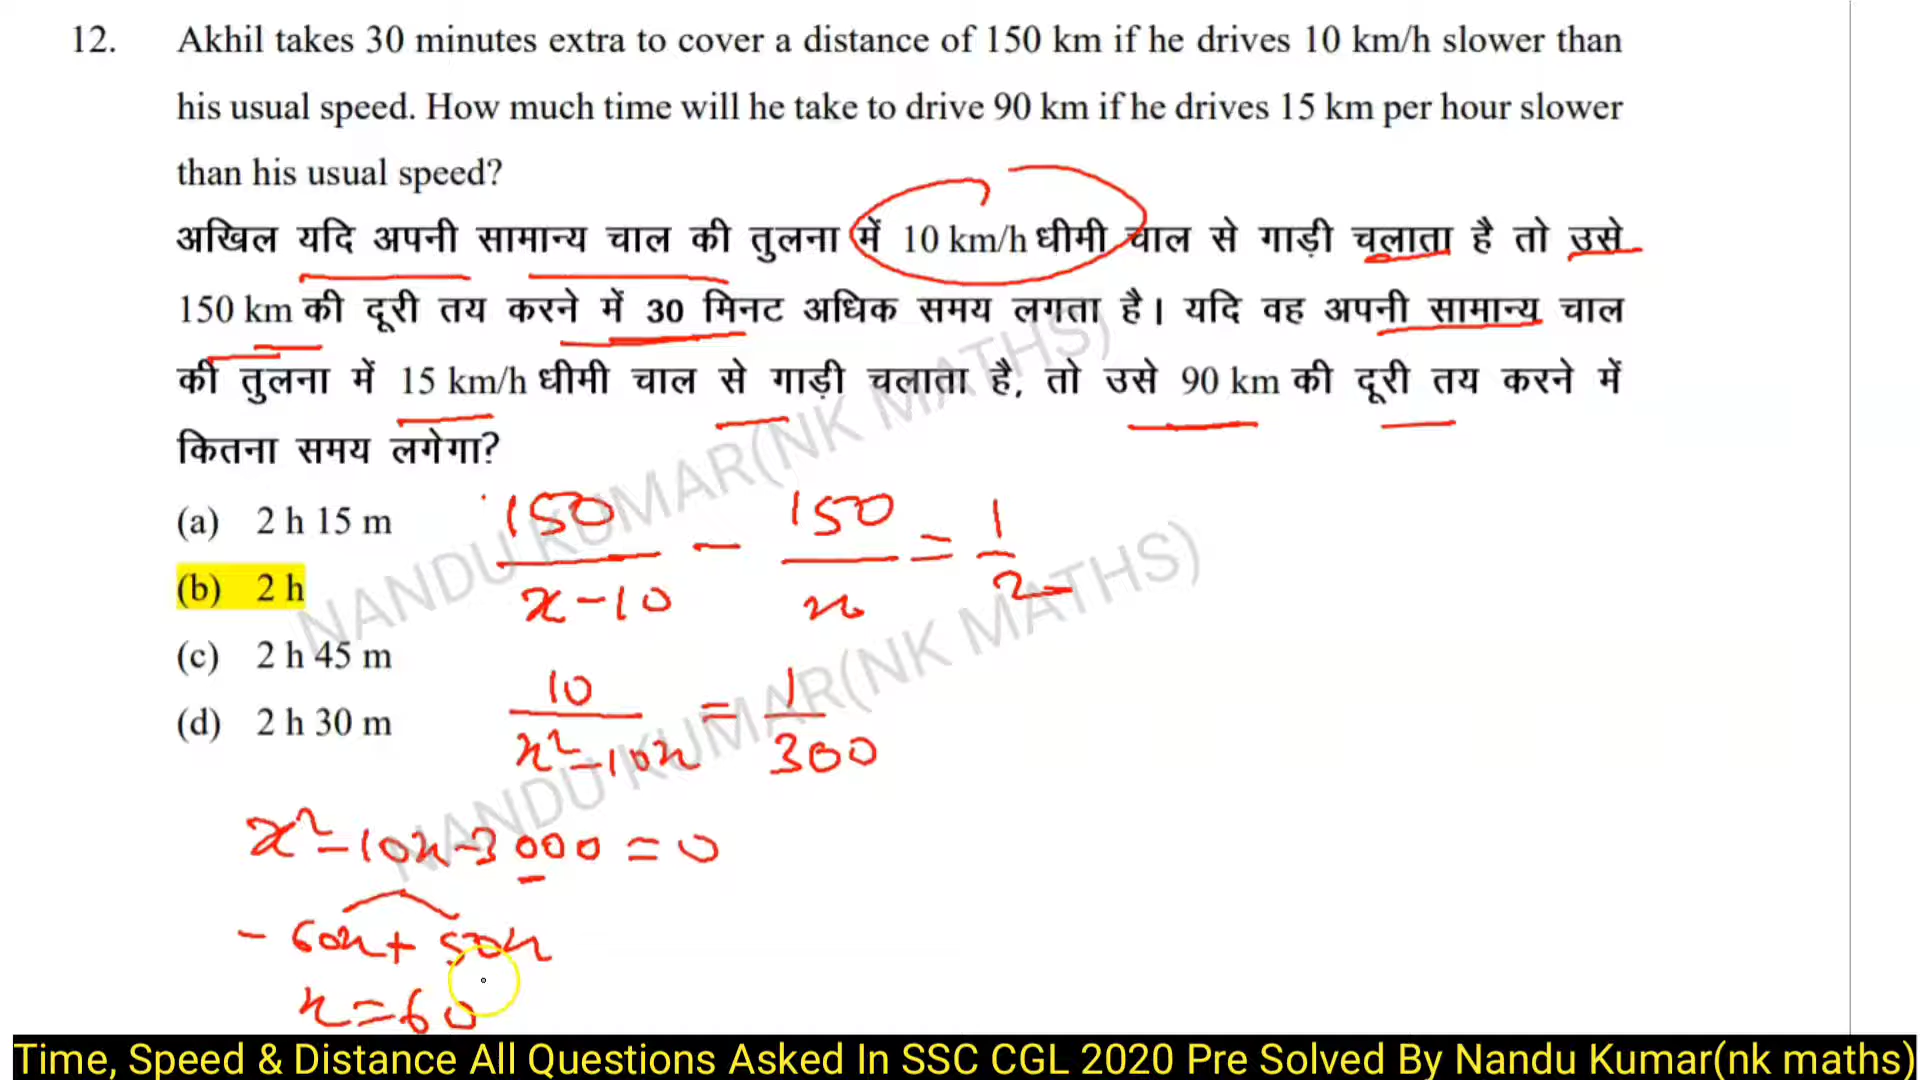 12. Akhil takes 30 minutes extra to cover a distance of 150 km if he drives 10 km/h slower than
his usual speed. How much time will he take to drive 90 km if he drives 15 km per hour slower
than his usual speed?
अखिल यदि अपनी सामान्य चाल की तुलना में 10 km/h धीमी चाल से गाड़ी चलाता है तो उसे
150 km की दूरी तय करने में 30 मिनट अधिक समय लगता है। यदि वह अपनी सामान्य चाल
की तुलना में 15 km/h धीमी चाल से गाड़ी चलाता है, तो उसे 90 km की दूरी तय करने में
कितना समय लगेगा?
(a) 2 h 15 m
(b) 2 h
(c) 2 h 45 m
(d) 2 h 30 m
150/x-10 - 150/x = 1/2
10/x²-10x = 1/300
x²-10x-3000=0
-60x+50x
x=60
NANDU KUMAR(NK MATHS)
NANDU KUMAR(NK MATHS)
Time, Speed & Distance All Questions Asked In SSC CGL 2020 Pre Solved By Nandu Kumar(nk maths)